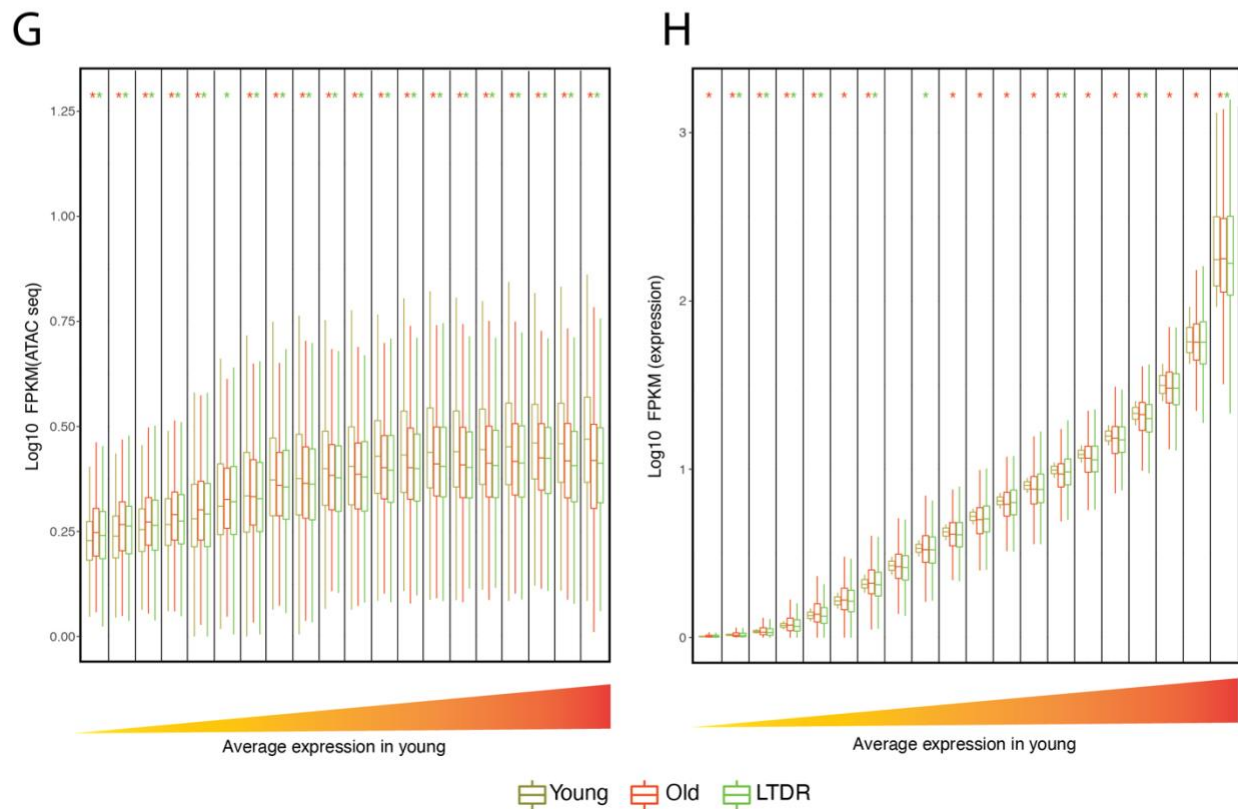 G
* * * * * * * * * * * * * * * * * * * * * * * * * * * * * * * * * * * * * * *
1.25
1.00
0.75
0.50
0.25
0.00
Log10 FPKM(ATAC seq)
Average expression in young
H
* * * * * * * * * * * * * * * * * * * * * * * * * * *
3
2
1
0
Log10 FPKM (expression)
Average expression in young
Young Old LTDR